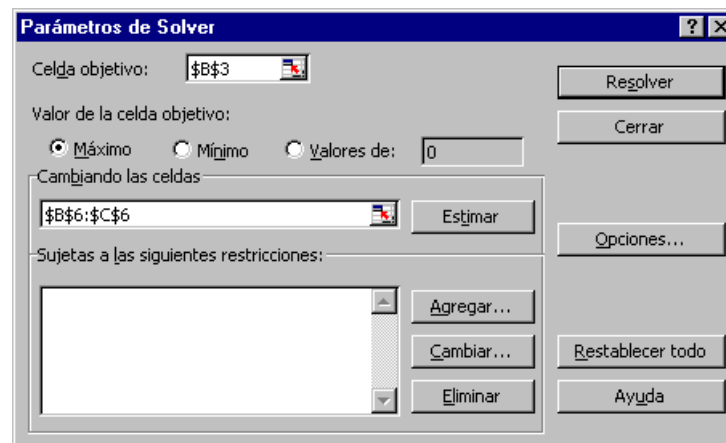 Parámetros de Solver
Celda objetivo: $B$3
Resolver
Valor de la celda objetivo:
Cerrar
Máximo Mínimo Valores de: 0
Cambiando las celdas
$B$6:$C$6 Estimar
Opciones...
Sujetas a las siguientes restricciones:
Agregar...
Cambiar... Restablecer todo
Eliminar Ayuda